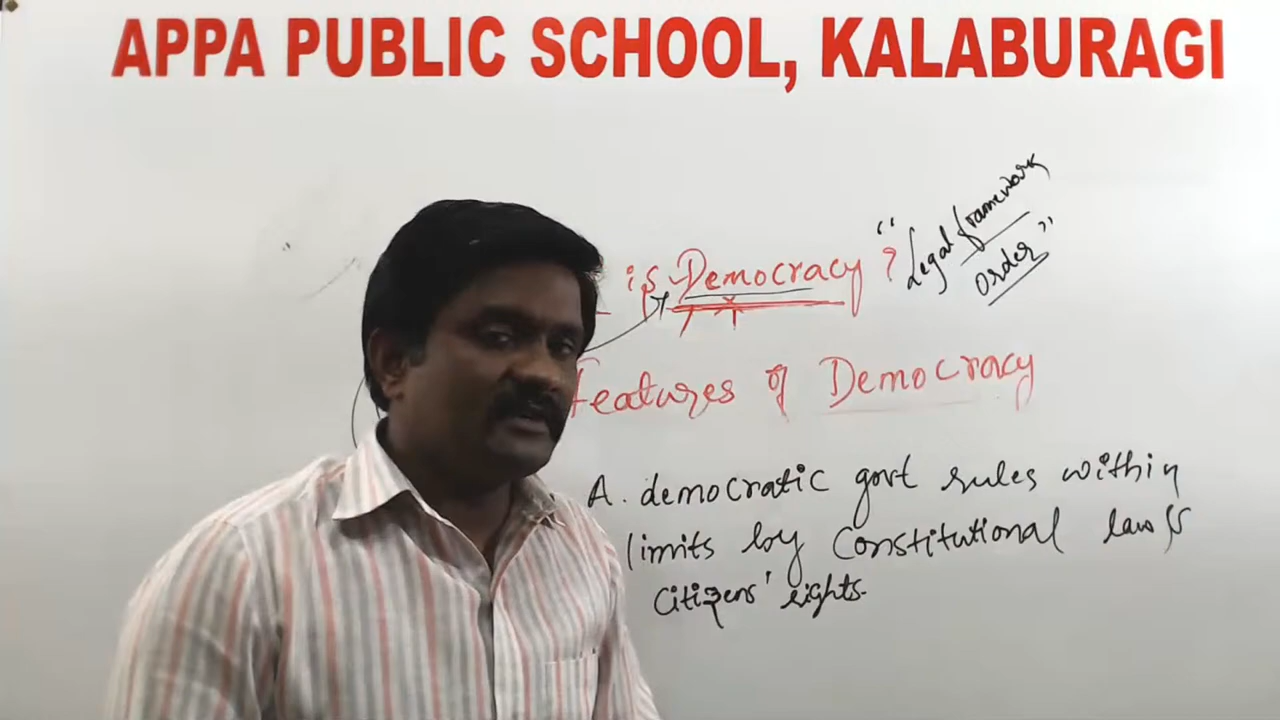 APPA PUBLIC SCHOOL, KALABURAGI
is Democracy ?
"Legal framework
order"
Features of Democracy
A. democratic govt rules within
limits by Constitutional law &
Citizens' rights.